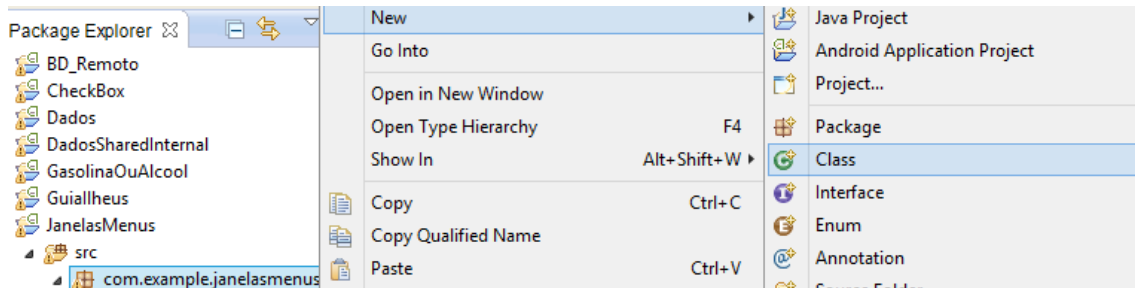 Package Explorer
BD_Remoto
CheckBox
Dados
DadosSharedInternal
GasolinaOuAlcool
GuiaIlheus
JanelasMenus
src
com.example.janelasmenus
New
Go Into
Open in New Window
Open Type Hierarchy F4
Show In Alt+Shift+W
Copy Ctrl+C
Copy Qualified Name
Paste Ctrl+V
Java Project
Android Application Project
Project...
Package
Class
Interface
Enum
Annotation